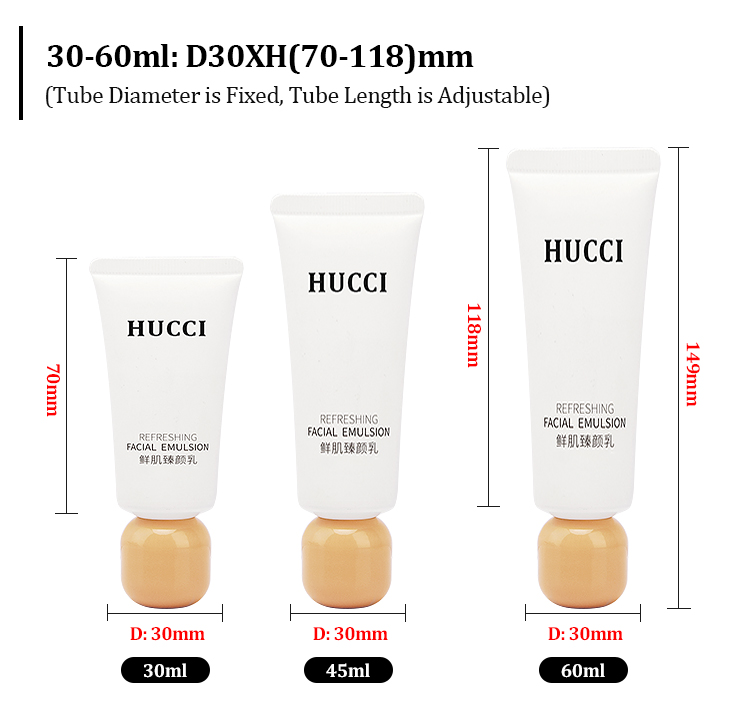 30-60ml: D30XH(70-118)mm
(Tube Diameter is Fixed, Tube Length is Adjustable)
70mm
HUCCI
REFRESHING
FACIAL EMULSION
鲜肌臻颜乳
D: 30mm
30ml
HUCCI
REFRESHING
FACIAL EMULSION
鲜肌臻颜乳
D: 30mm
45ml
118mm
HUCCI
REFRESHING
FACIAL EMULSION
鲜肌臻颜乳
149mm
D: 30mm
60ml